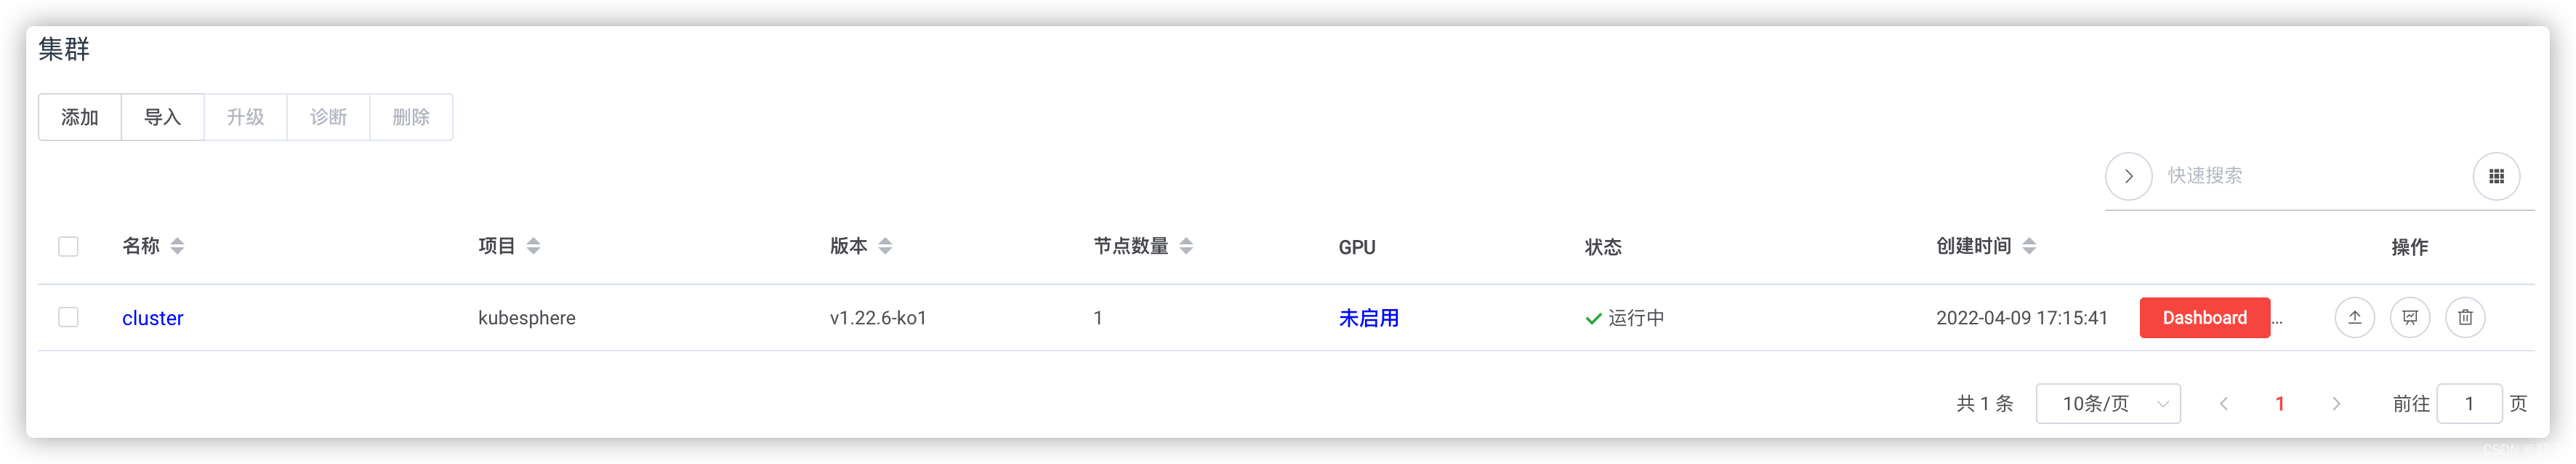 集群
添加 导入 升级 诊断 删除
快速搜索
名称 项目 版本 节点数量 GPU 状态 创建时间 操作
cluster kubesphere v1.22.6-ko1 1 未启用 运行中 2022-04-09 17:15:41 Dashboard ...
共 1 条 10条/页 1 前往 1 页